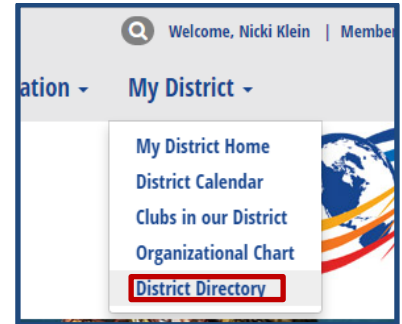 Welcome, Nicki Klein | Member
ation
My District
My District Home
District Calendar
Clubs in our District
Organizational Chart
District Directory